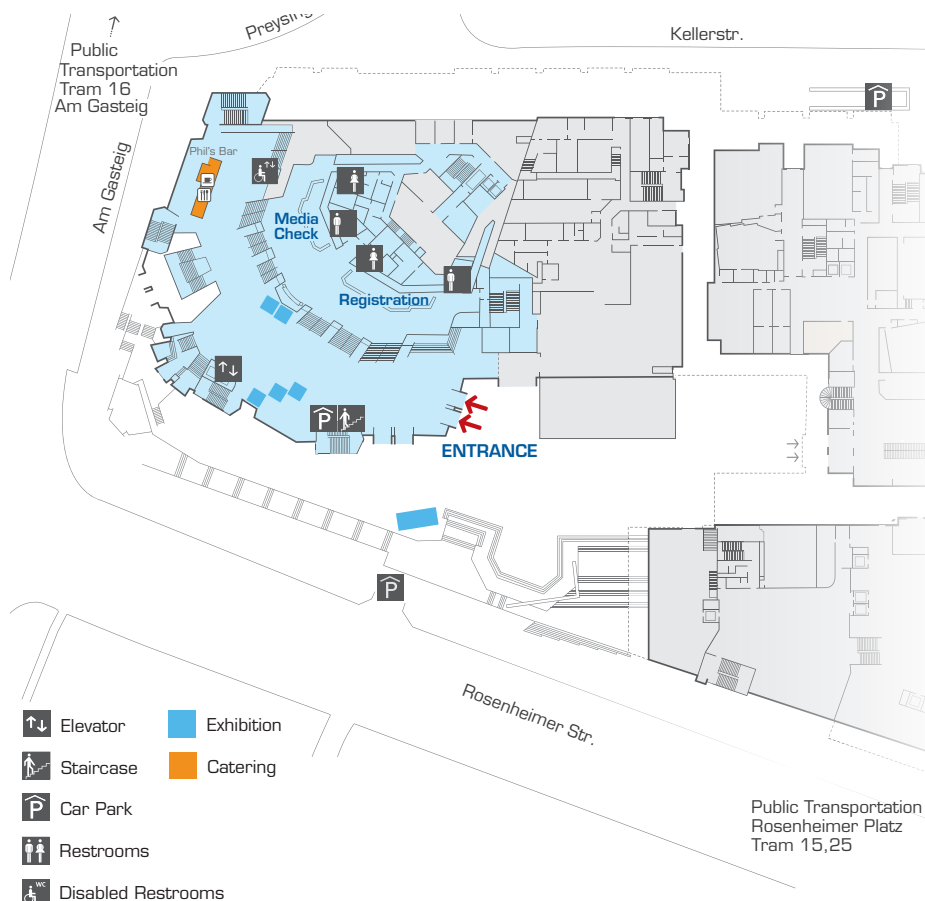 Preysing
Kellerstr.
Public
Transportation
Tram 16
Am Gasteig
P
Am Gasteig
Phil's Bar
Media
Check
Registration
P
ENTRANCE
P
Rosenheimer Str.
Elevator
Exhibition
Staircase
Catering
P
Car Park
Restrooms
WC
Disabled Restrooms
Public Transportation
Rosenheimer Platz
Tram 15,25